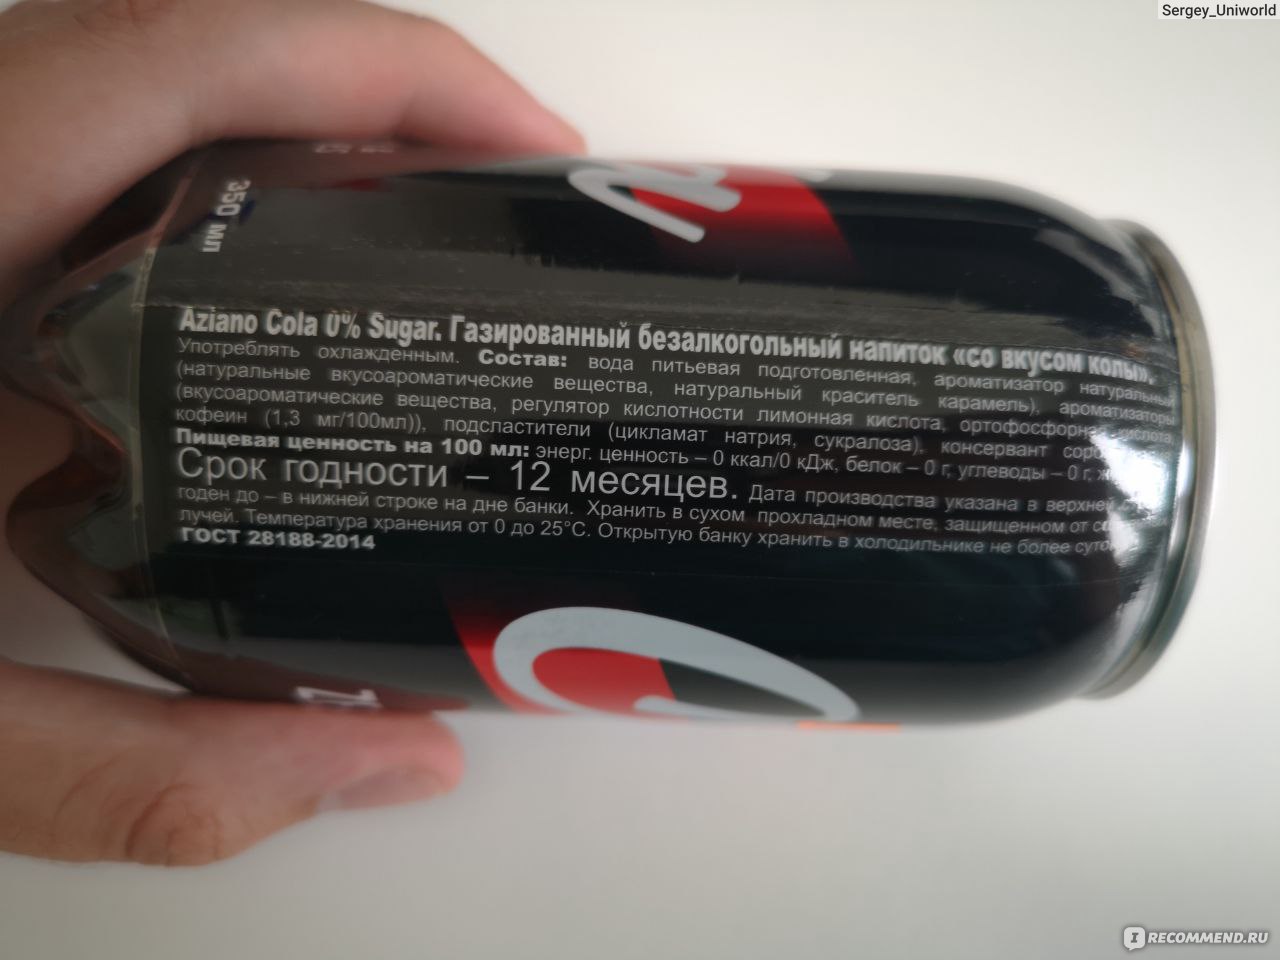 Sergey_Uniworld
350 мл
Aziano Cola 0% Sugar. Газированный безалкогольный напиток «со вкусом колы».
Употреблять охлажденным. Состав: вода питьевая подготовленная, ароматизатор натуральный
(натуральные вкусоароматические вещества, натуральный краситель карамель), ароматизаторы
(вкусоароматические вещества, регулятор кислотности лимонная кислота, ортофосфорная кислота,
кофеин (1,3 мг/100мл)), подсластители (цикламат натрия, сукралоза), консервант
Пищевая ценность на 100 мл: энерг. ценность – 0 ккал/0 кДж, белок – 0 г, углеводы – 0 г,
Срок годности – 12 месяцев. Дата производства указана в верхней
годен до – в нижней строке на дне банки. Хранить в сухом прохладном месте, защищенном от
лучей. Температура хранения от 0 до 25°C. Открытую банку хранить в холодильнике не более
ГОСТ 28188-2014
IRECOMMEND.RU